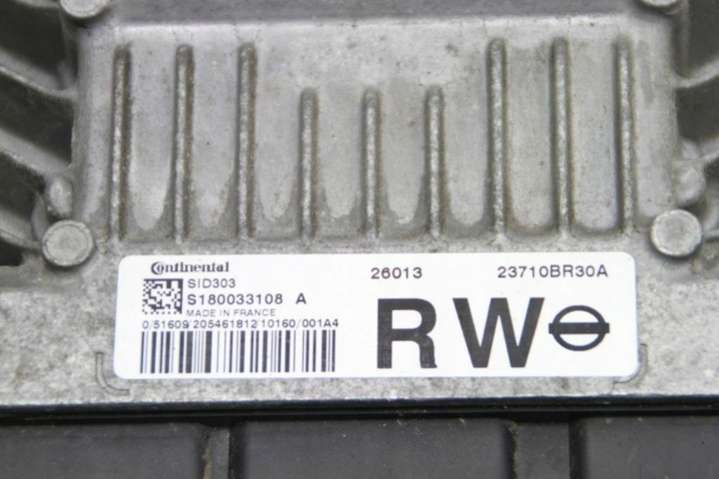 Continental
SID303
S180033108 A
MADE IN FRANCE
0/51609/205461812/10160/001A4
26013 23710BR30A
RW